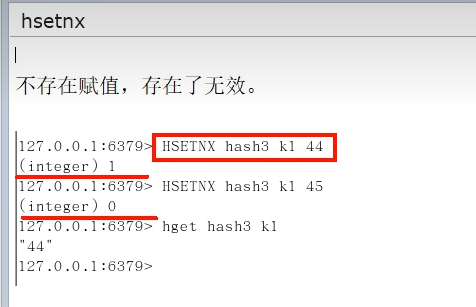 hsetnx
不存在赋值，存在了无效。
127.0.0.1:6379> HSETNX hash3 k1 44
(integer) 1
127.0.0.1:6379> HSETNX hash3 k1 45
(integer) 0
127.0.0.1:6379> hget hash3 k1
"44"
127.0.0.1:6379>